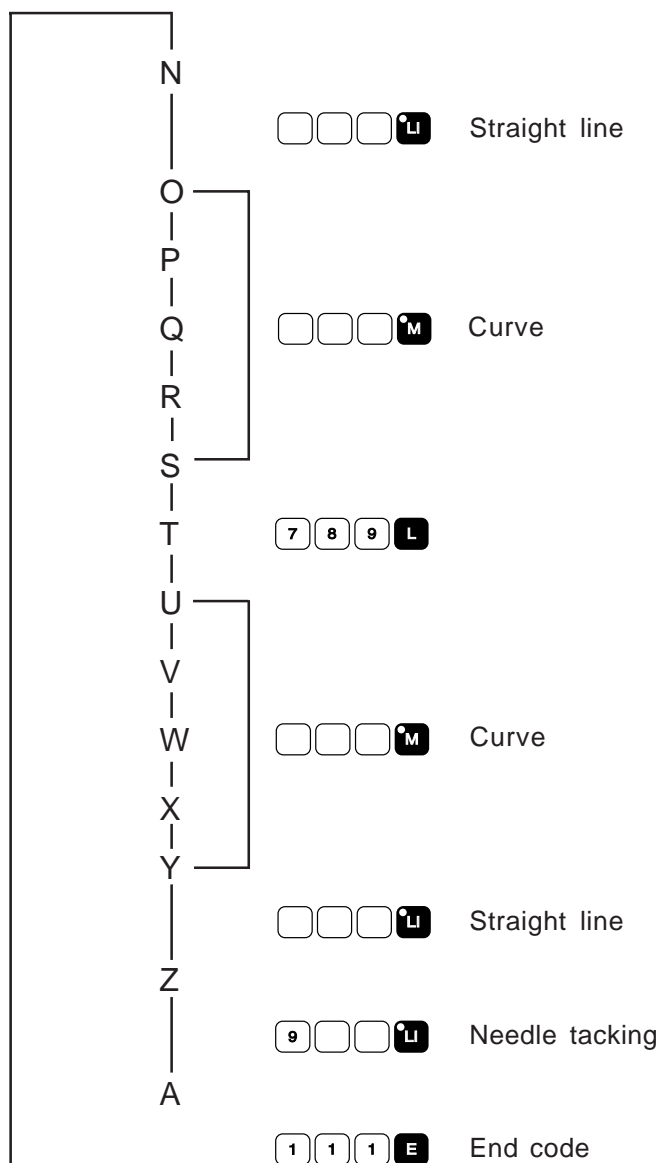 N
LI Straight line
O
P
Q M Curve
R
S
T 7 8 9 L
U
V
W M Curve
X
Y
LI Straight line
Z
9 LI Needle tacking
A
1 1 1 E End code